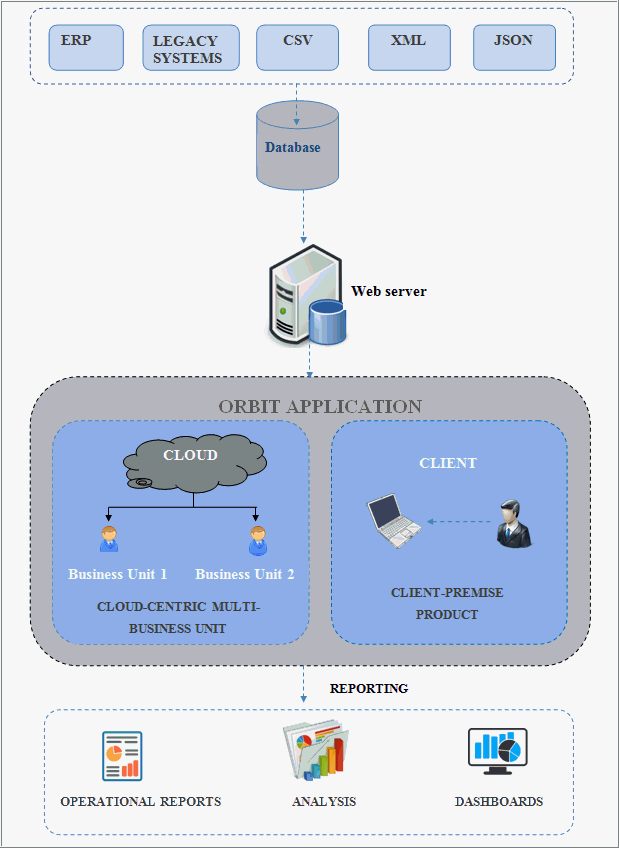 ERP
LEGACY
SYSTEMS
CSV
XML
JSON
Database
Web server
ORBIT APPLICATION
CLOUD
Business Unit 1
Business Unit 2
CLOUD-CENTRIC MULTI-
BUSINESS UNIT
CLIENT
CLIENT-PREMISE
PRODUCT
REPORTING
OPERATIONAL REPORTS
ANALYSIS
DASHBOARDS